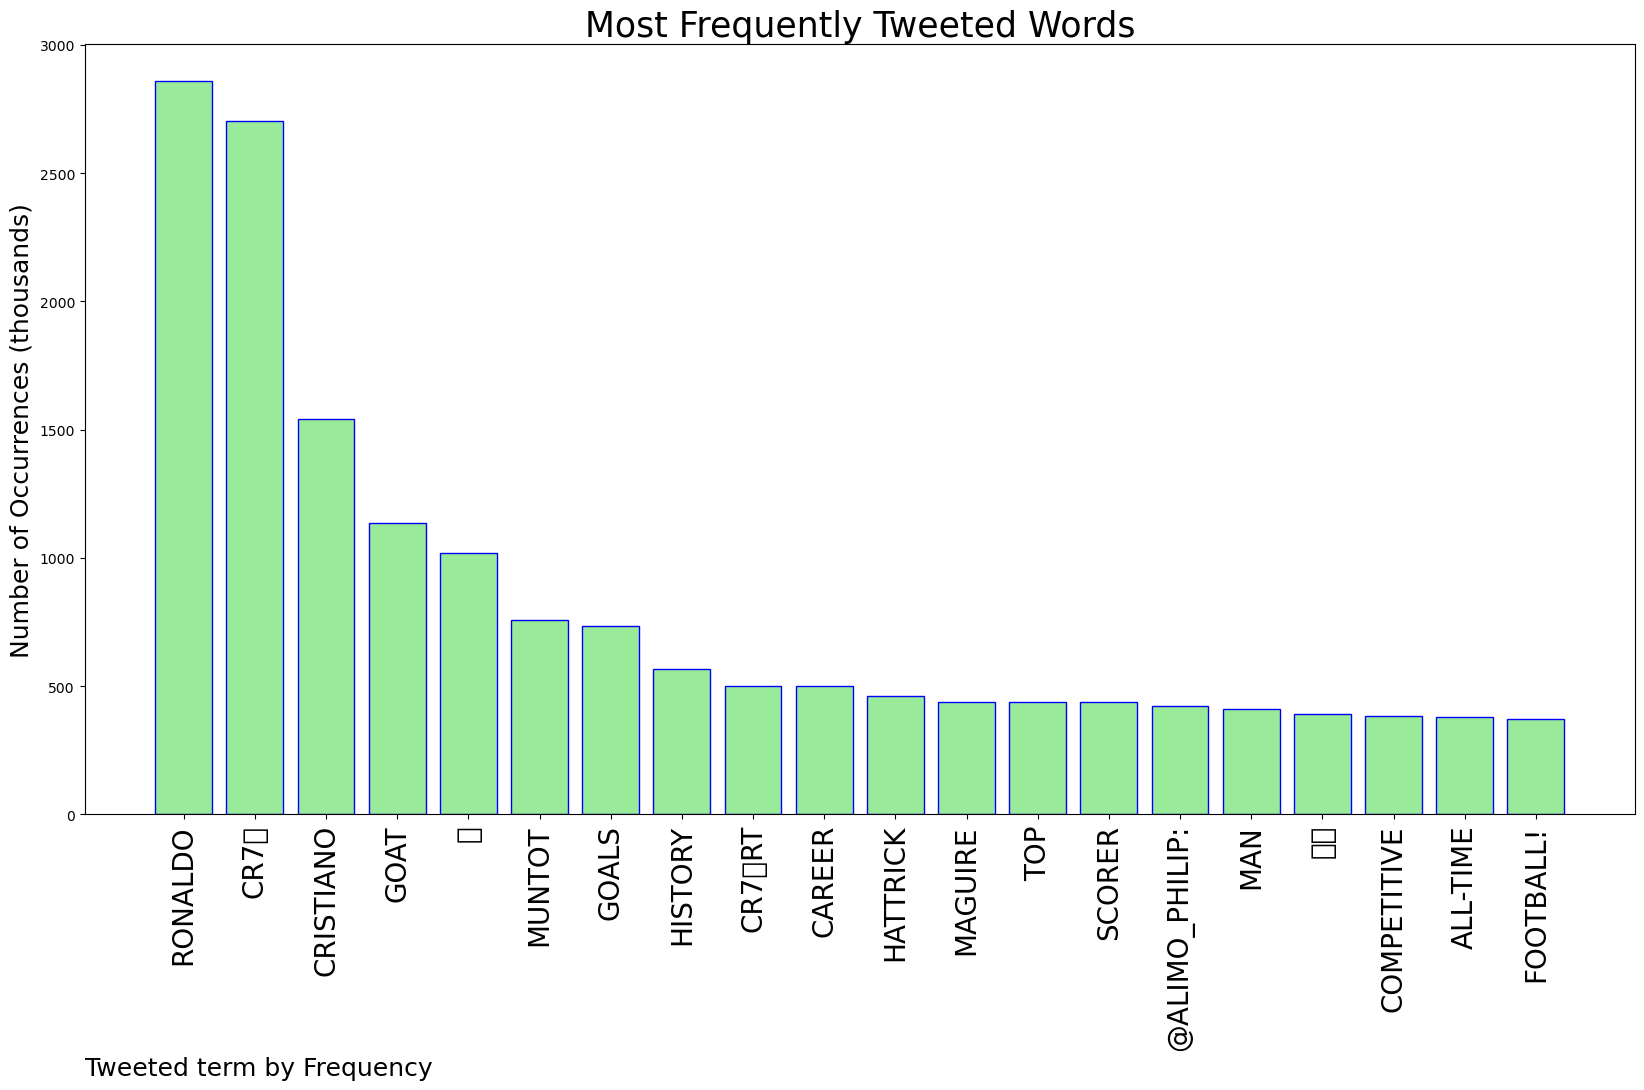 Most Frequently Tweeted Words
Number of Occurrences (thousands)
3000
2500
2000
1500
1000
500
0
RONALDO
CR7▯
CRISTIANO
GOAT
▯
MUNTOT
GOALS
HISTORY
CR7▯RT
CAREER
HATTRICK
MAGUIRE
TOP
SCORER
@ALIMO_PHILIP:
MAN
▯▯
COMPETITIVE
ALL-TIME
FOOTBALL!
Tweeted term by Frequency